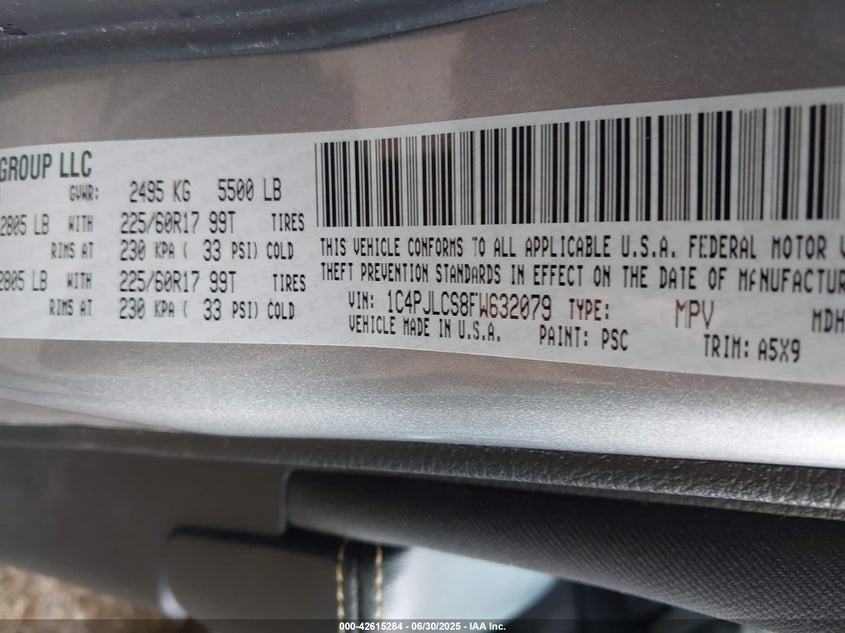 GROUP LLC
GVWR: 2495 KG 5500 LB
2805 LB WITH 225/60R17 99T TIRES
RIMS AT 230 KPA ( 33 PSI) COLD
2805 LB WITH 225/60R17 99T TIRES
RIMS AT 230 KPA ( 33 PSI) COLD
THIS VEHICLE CONFORMS TO ALL APPLICABLE U.S.A. FEDERAL MOTOR V
THEFT PREVENTION STANDARDS IN EFFECT ON THE DATE OF MANUFACTUR
VIN: 1C4PJLCS8FW632079 TYPE: MPV MDH
VEHICLE MADE IN U.S.A. PAINT: PSC TRIM: A5X9
000-42615284 - 06/30/2025 - IAA Inc.